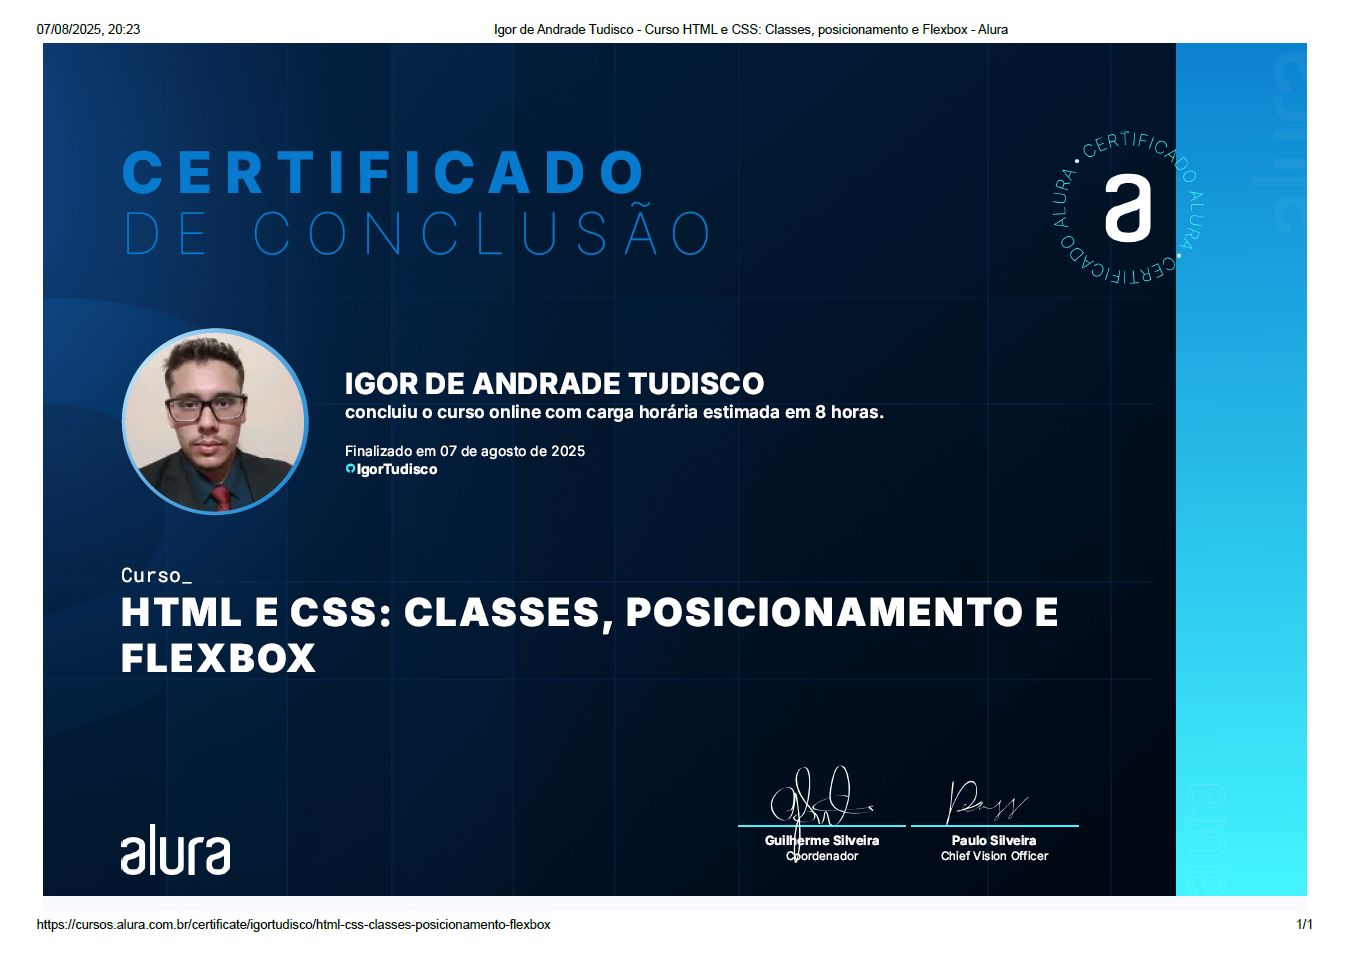 07/08/2025, 20:23
Igor de Andrade Tudisco - Curso HTML e CSS: Classes, posicionamento e Flexbox - Alura
CERTIFICADO
DE CONCLUSÃO
CERTIFICADO ALURA • CERTIFICADO ALURA •
a
alura
IGOR DE ANDRADE TUDISCO
concluiu o curso online com carga horária estimada em 8 horas.
Finalizado em 07 de agosto de 2025
IgorTudisco
Curso_
HTML E CSS: CLASSES, POSICIONAMENTO E
FLEXBOX
Guilherme Silveira
Coordenador
Paulo Silveira
Chief Vision Officer
alura
alura
https://cursos.alura.com.br/certificate/igortudisco/html-css-classes-posicionamento-flexbox
1/1